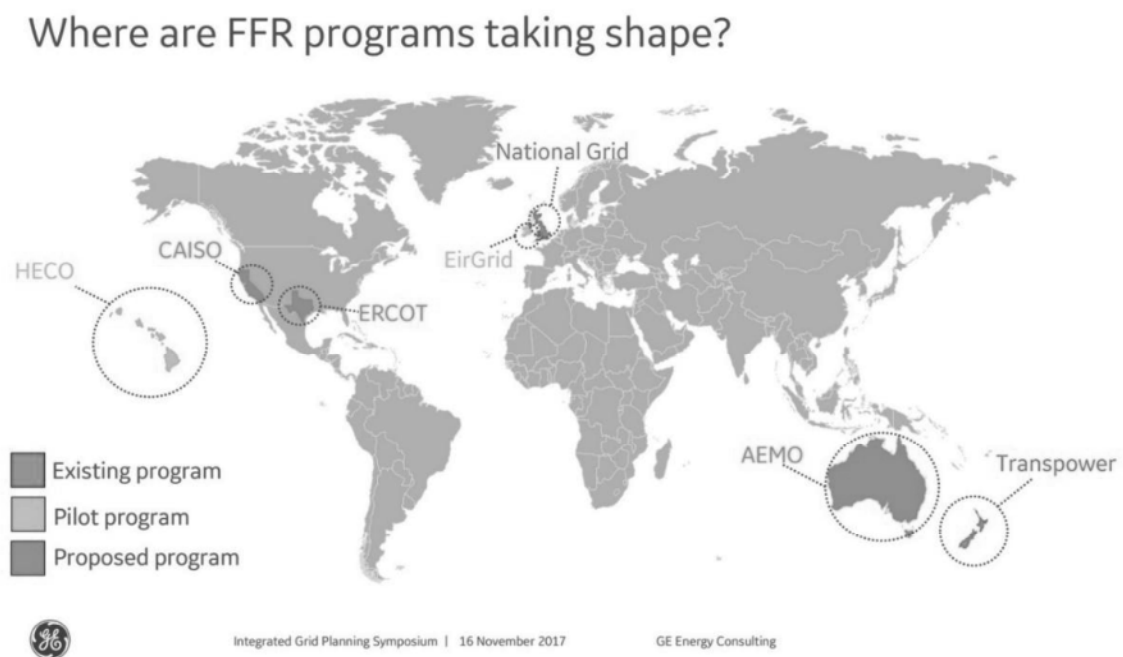 Where are FFR programs taking shape?
National Grid
CAISO
EirGrid
HECO
ERCOT
AEMO
Transpower
Existing program
Pilot program
Proposed program
GE
Integrated Grid Planning Symposium | 16 November 2017 GE Energy Consulting